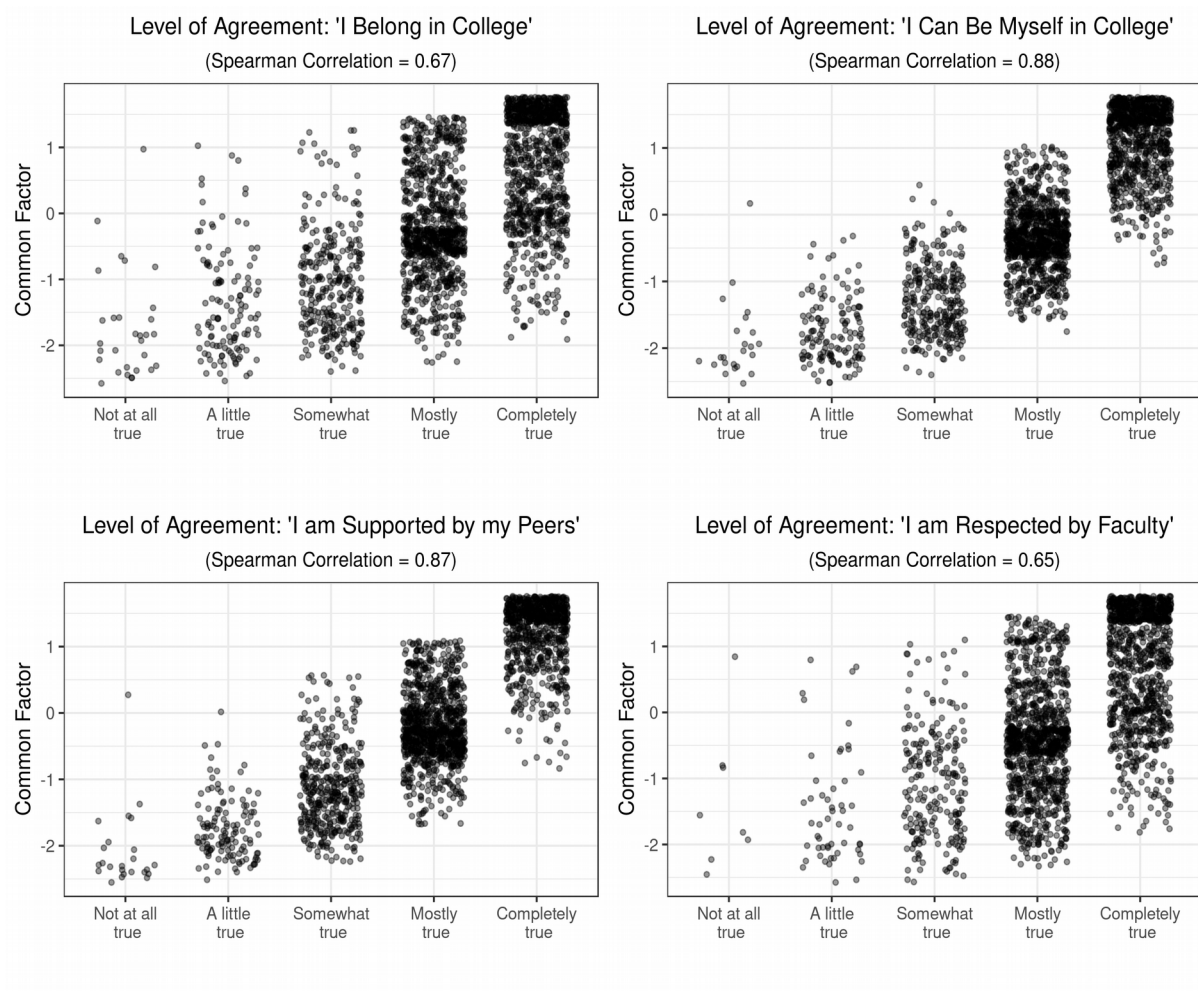 Level of Agreement: 'I Belong in College'
(Spearman Correlation = 0.67)
Common Factor
1
0
-1
-2
Not at all
true
A little
true
Somewhat
true
Mostly
true
Completely
true
Level of Agreement: 'I Can Be Myself in College'
(Spearman Correlation = 0.88)
Common Factor
1
0
-1
-2
Not at all
true
A little
true
Somewhat
true
Mostly
true
Completely
true
Level of Agreement: 'I am Supported by my Peers'
(Spearman Correlation = 0.87)
Common Factor
1
0
-1
-2
Not at all
true
A little
true
Somewhat
true
Mostly
true
Completely
true
Level of Agreement: 'I am Respected by Faculty'
(Spearman Correlation = 0.65)
Common Factor
1
0
-1
-2
Not at all
true
A little
true
Somewhat
true
Mostly
true
Completely
true